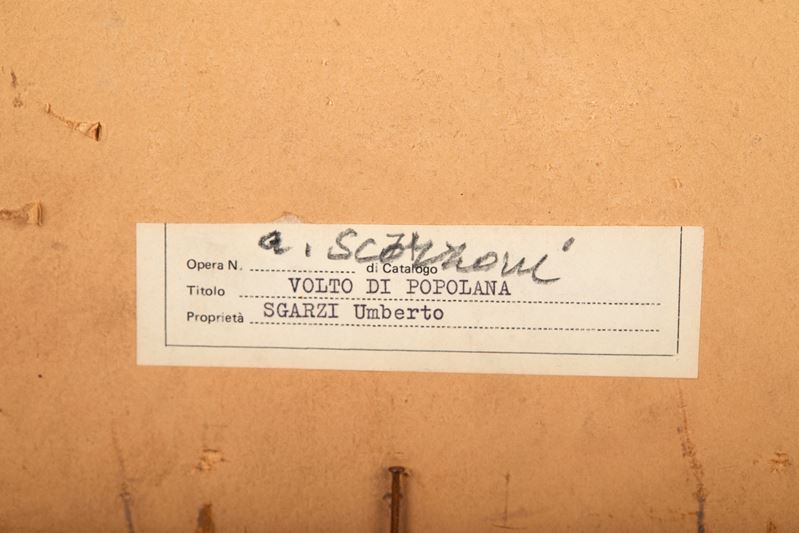 a. Scorzoni
Opera N. di Catalogo
Titolo VOLTO DI POPOLANA
Proprietà SGARZI Umberto